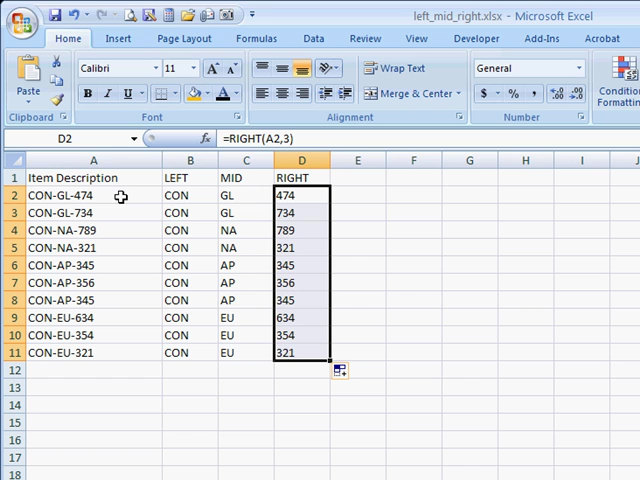 left_mid_right.xlsx - Microsoft Excel
Home Insert Page Layout Formulas Data Review View Developer Add-Ins Acrobat
Paste Calibri 11 A A Wrap Text General Conditional
B I U A Merge & Center $ % , .0 .00 .00 .0 Formatting
Clipboard Font Alignment Number
D2 fx =RIGHT(A2,3)
A B C D E F G H I J
1 Item Description LEFT MID RIGHT
2 CON-GL-474 CON GL 474
3 CON-GL-734 CON GL 734
4 CON-NA-789 CON NA 789
5 CON-NA-321 CON NA 321
6 CON-AP-345 CON AP 345
7 CON-AP-356 CON AP 356
8 CON-AP-345 CON AP 345
9 CON-EU-634 CON EU 634
10 CON-EU-354 CON EU 354
11 CON-EU-321 CON EU 321
12
13
14
15
16
17
18